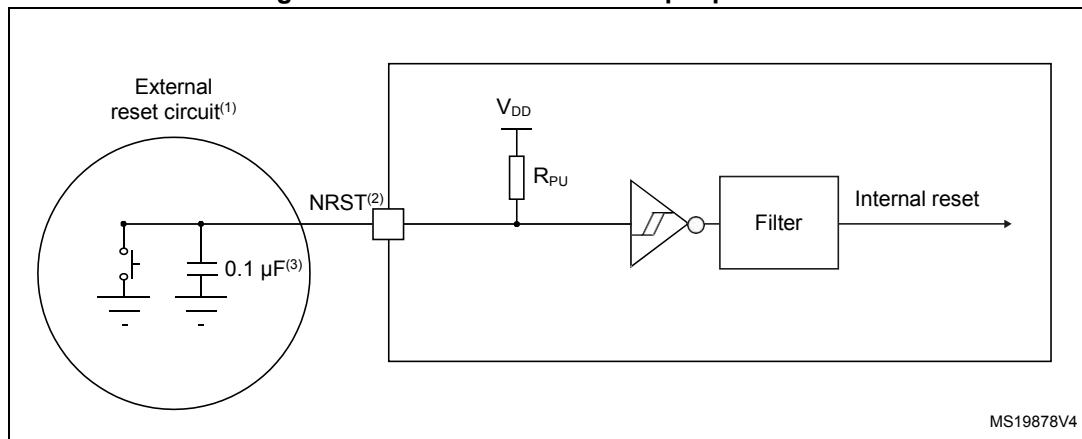 External
reset circuit(1)
VDD
RPU
NRST(2)
0.1 μF(3)
Filter
Internal reset
MS19878V4